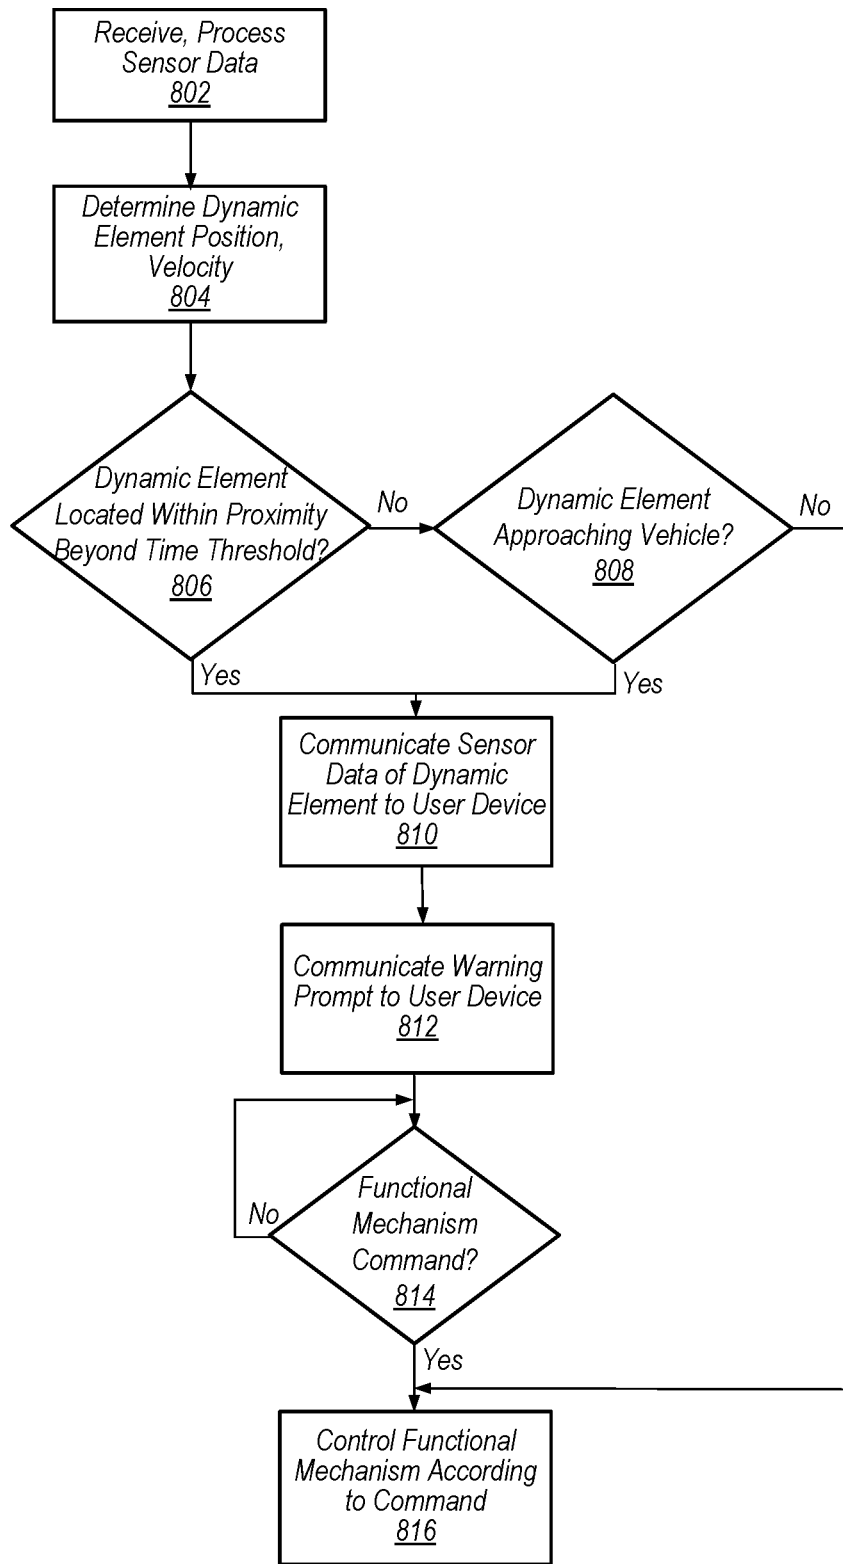 Receive, Process
Sensor Data
802
Determine Dynamic
Element Position,
Velocity
804
Dynamic Element
Located Within Proximity
Beyond Time Threshold?
806
No
Dynamic Element
Approaching Vehicle?
808
No
Yes
Yes
Communicate Sensor
Data of Dynamic
Element to User Device
810
Communicate Warning
Prompt to User Device
812
Functional
Mechanism
Command?
814
No
Yes
Control Functional
Mechanism According
to Command
816